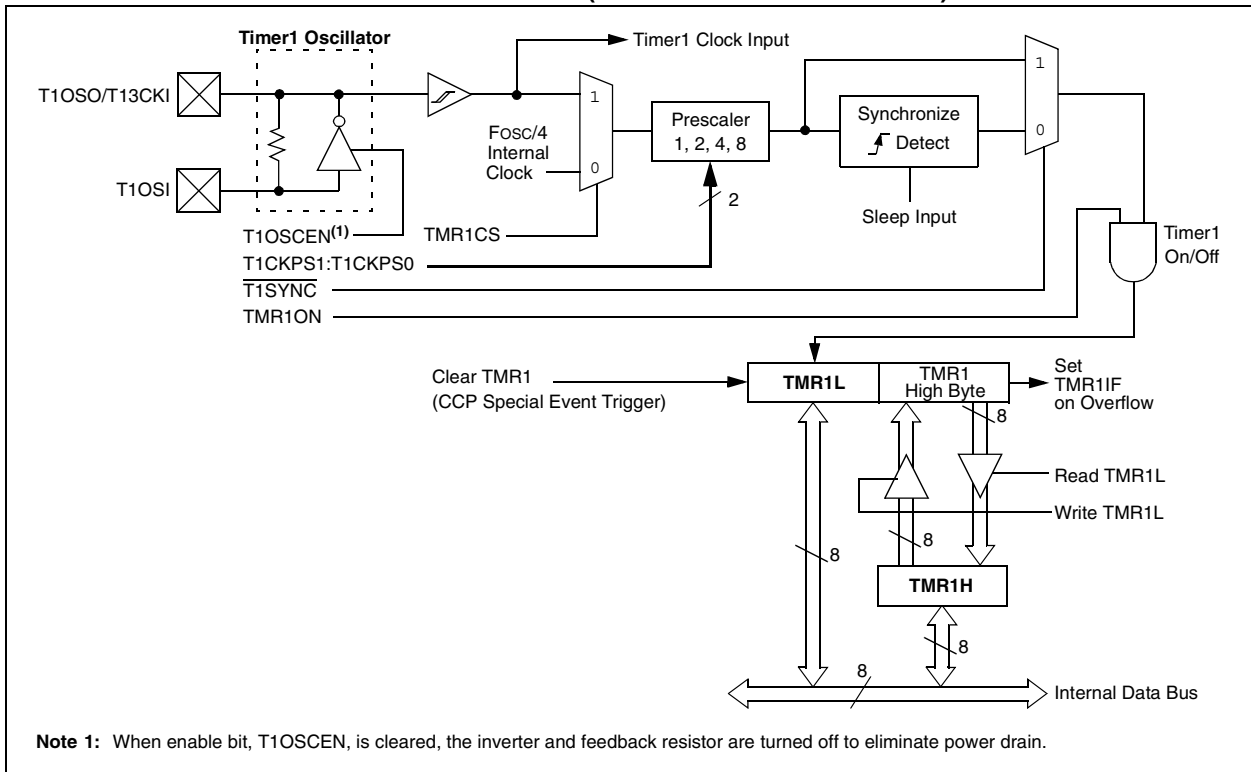 Timer1 Oscillator
Timer1 Clock Input
T1OSO/T13CKI
1
1
FOSC/4
Internal
Clock
0
Prescaler
1, 2, 4, 8
Synchronize
Detect
0
T1OSI
2
Sleep Input
T1OSCEN(1)
TMR1CS
Timer1
On/Off
T1CKPS1:T1CKPS0
T1SYNC
TMR1ON
Clear TMR1
(CCP Special Event Trigger)
TMR1L
TMR1
High Byte
Set
TMR1IF
on Overflow
8
Read TMR1L
Write TMR1L
8
8
TMR1H
8
8
Internal Data Bus
Note 1: When enable bit, T1OSCEN, is cleared, the inverter and feedback resistor are turned off to eliminate power drain.